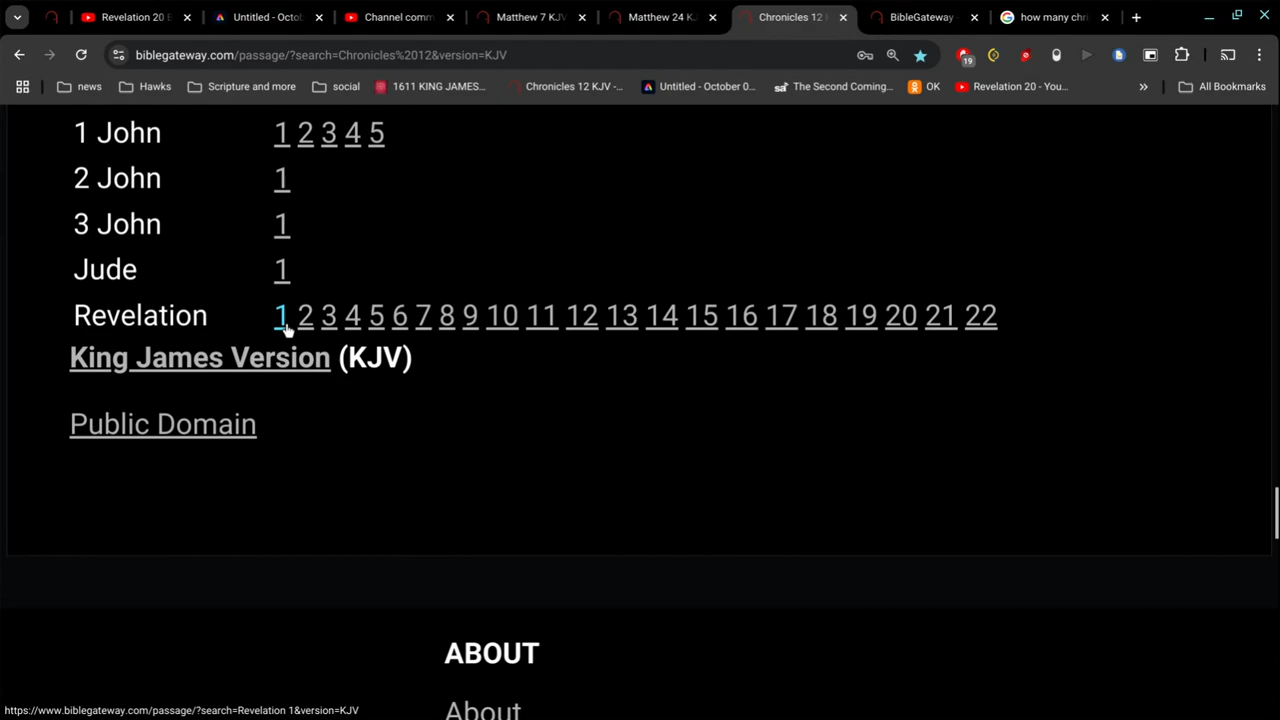 Revelation 20 E
Untitled - Octob
Channel comm
Matthew 7 KJV
Matthew 24 KJ
Chronicles 12 K
BibleGateway -
how many chri
biblegateway.com/passage/?search=Chronicles%2012&version=KJV
19
news
Hawks
Scripture and more
social
1611 KING JAMES...
Chronicles 12 KJV -...
Untitled - October 0...
The Second Coming...
OK
Revelation 20 - You...
All Bookmarks
1 John 1 2 3 4 5
2 John 1
3 John 1
Jude 1
Revelation 1 2 3 4 5 6 7 8 9 10 11 12 13 14 15 16 17 18 19 20 21 22
King James Version (KJV)
Public Domain
ABOUT
About
https://www.biblegateway.com/passage/?search=Revelation 1&version=KJV